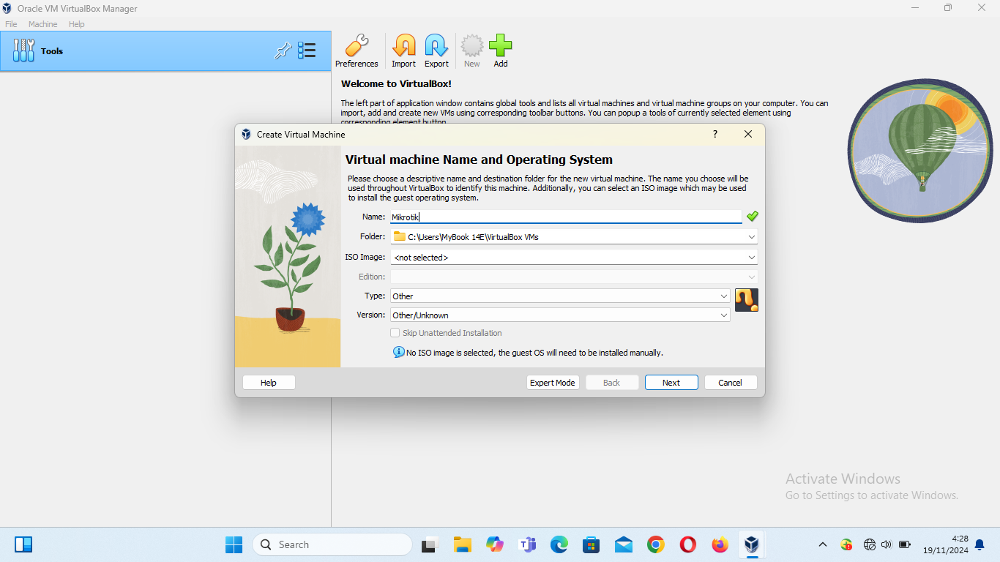 Oracle VM VirtualBox Manager
File Machine Help
Tools
Preferences Import Export New Add
Welcome to VirtualBox!
The left part of application window contains global tools and lists all virtual machines and virtual machine groups on your computer. You can
import, add and create new VMs using corresponding toolbar buttons. You can popup a tools of currently selected element using
corresponding element button.
Create Virtual Machine
?
Virtual machine Name and Operating System
Please choose a descriptive name and destination folder for the new virtual machine. The name you choose will be
used throughout VirtualBox to identify this machine. Additionally, you can select an ISO image which may be used
to install the guest operating system.
Name: Mikrotik
Folder: C:\Users\MyBook 14E\VirtualBox VMs
ISO Image: <not selected>
Edition:
Type: Other
Version: Other/Unknown
Skip Unattended Installation
No ISO image is selected, the guest OS will need to be installed manually.
Help Expert Mode Back Next Cancel
Activate Windows
Go to Settings to activate Windows.
Search
4:28
19/11/2024